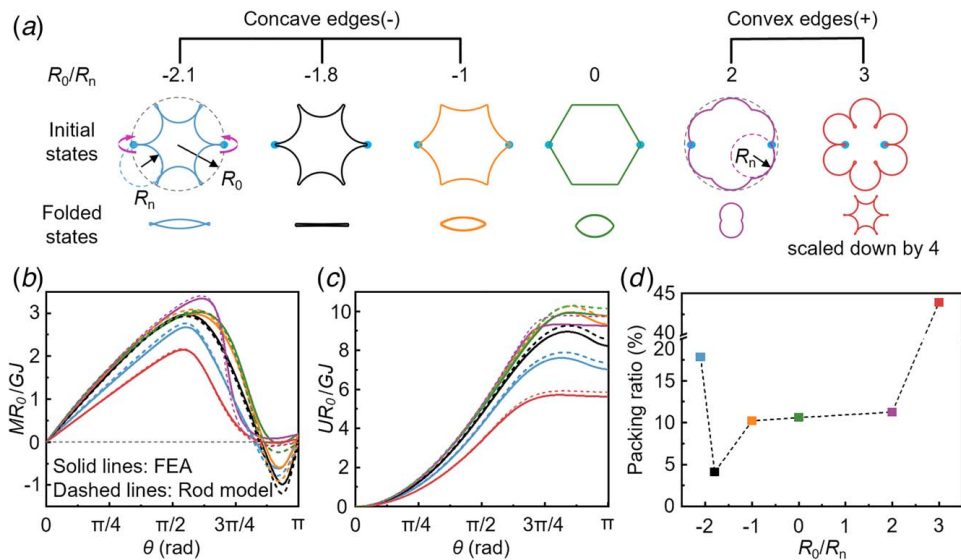 (a)
Concave edges(-)
Convex edges(+)
R₀/Rₙ -2.1 -1.8 -1 0 2 3
Initial
states
Rₙ
R₀
Rₙ
Folded
states
scaled down by 4
(b)
MR₀/GJ
3
2
1
0
-1
Solid lines: FEA
Dashed lines: Rod model
0 π/4 π/2 3π/4 π
θ (rad)
(c)
UR₀/GJ
10
8
6
4
2
0
0 π/4 π/2 3π/4 π
θ (rad)
(d)
Packing ratio (%)
45
40
20
15
10
5
0
-2 -1 0 1 2 3
R₀/Rₙ